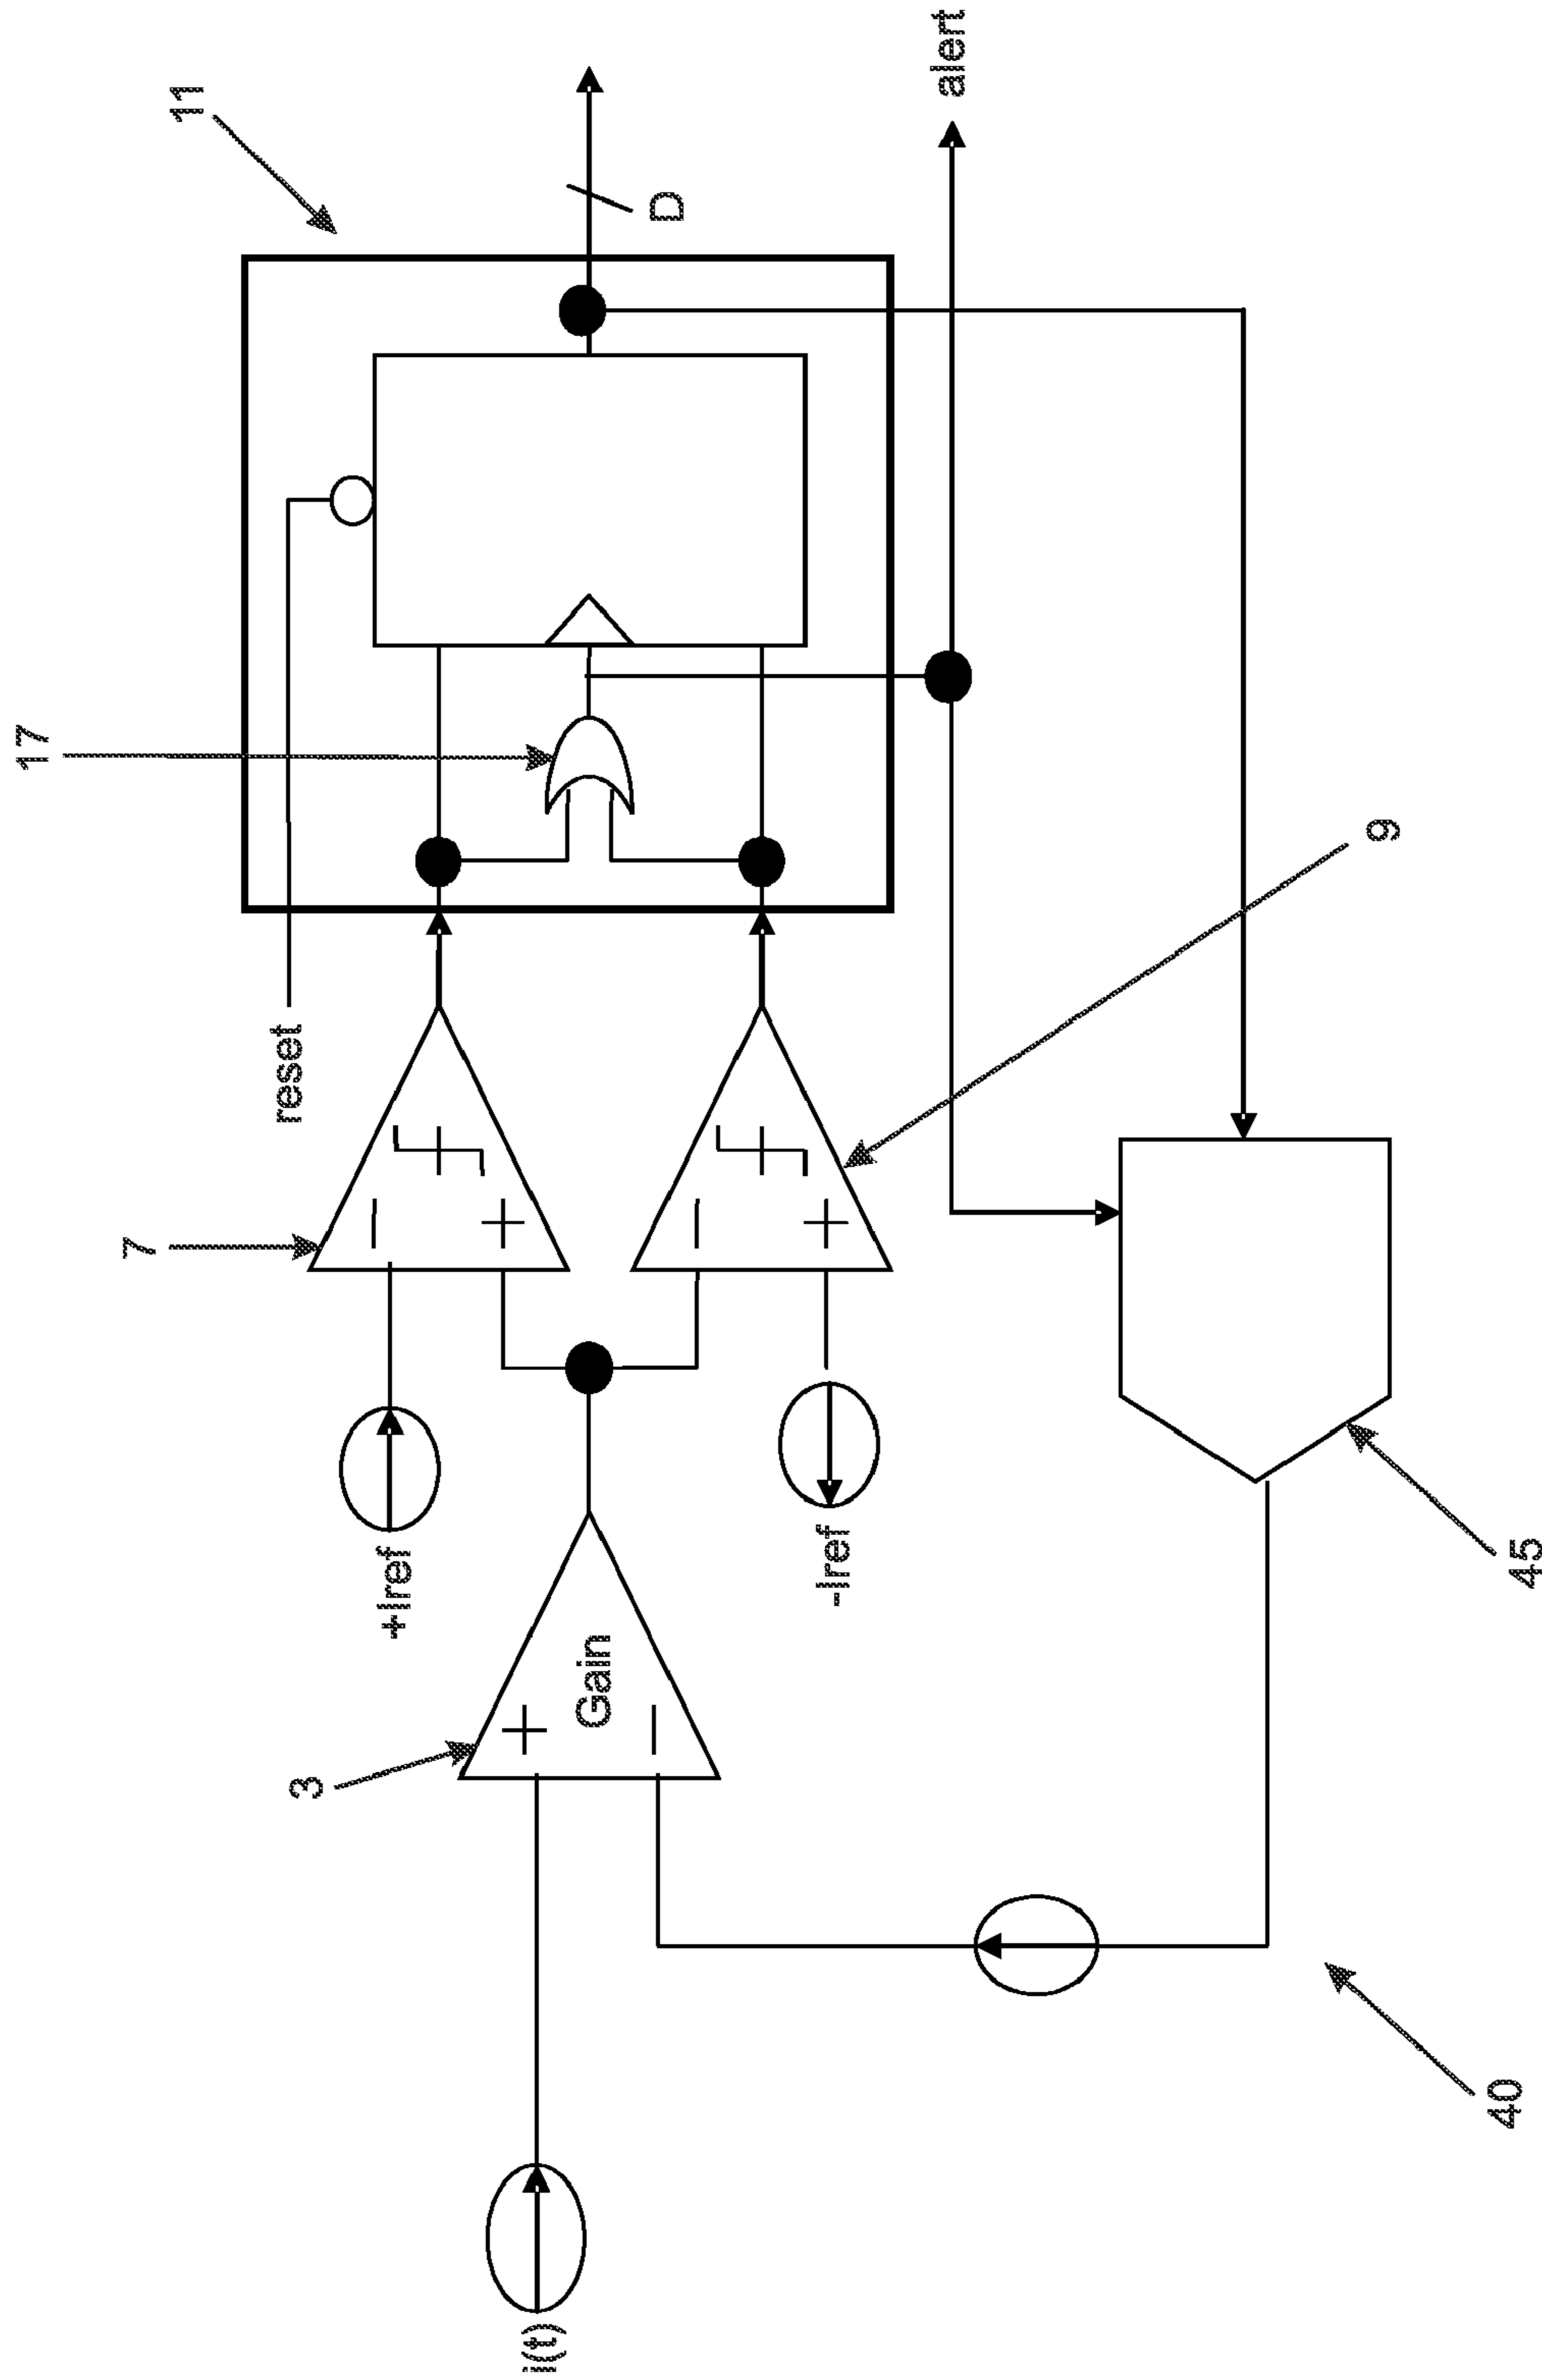 11
17
reset
D
alert
7
9
+Iref
-Iref
3
Gain
+
−
−
+
−
+
i(t)
45
40